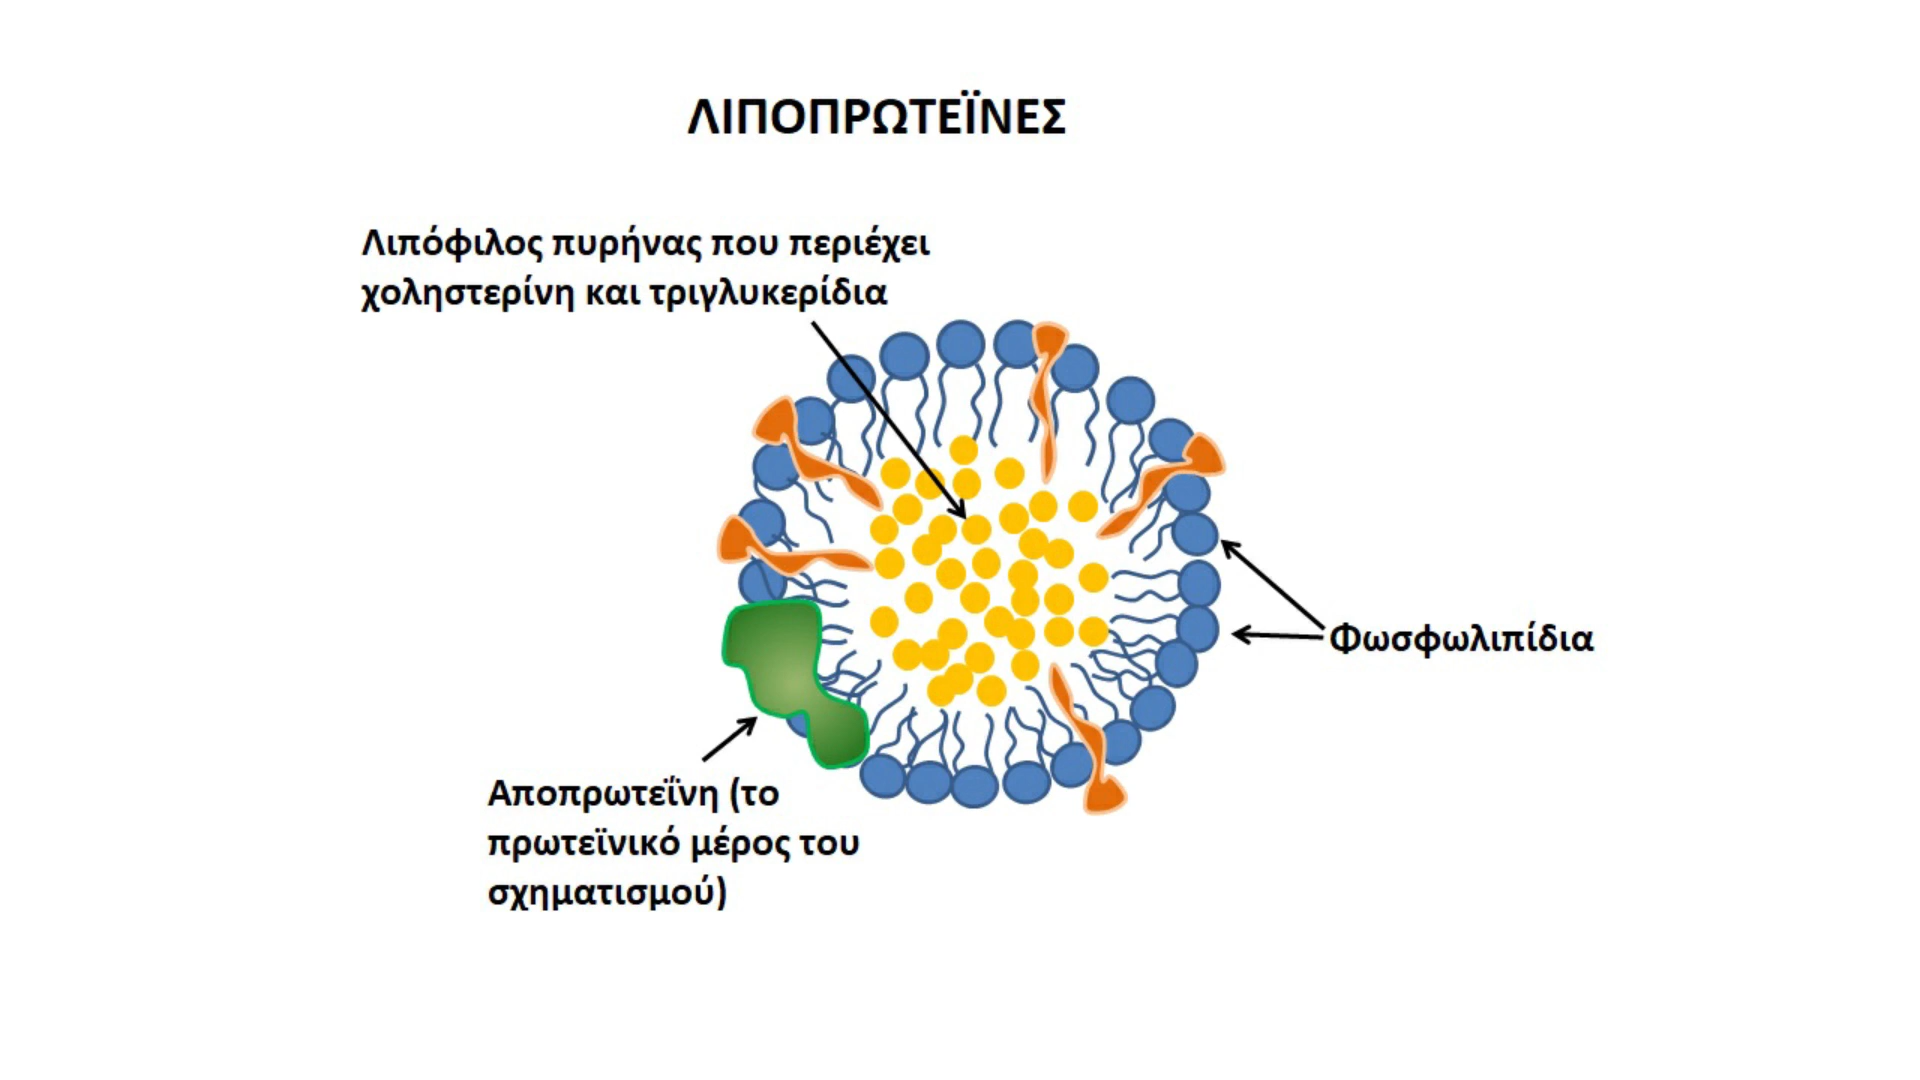 ΛΙΠΟΠΡΩΤΕΪΝΕΣ
Λιπόφιλος πυρήνας που περιέχει
χοληστερίνη και τριγλυκερίδια
Φωσφωλιπίδια
Αποπρωτεΐνη (το
πρωτεϊνικό μέρος του
σχηματισμού)